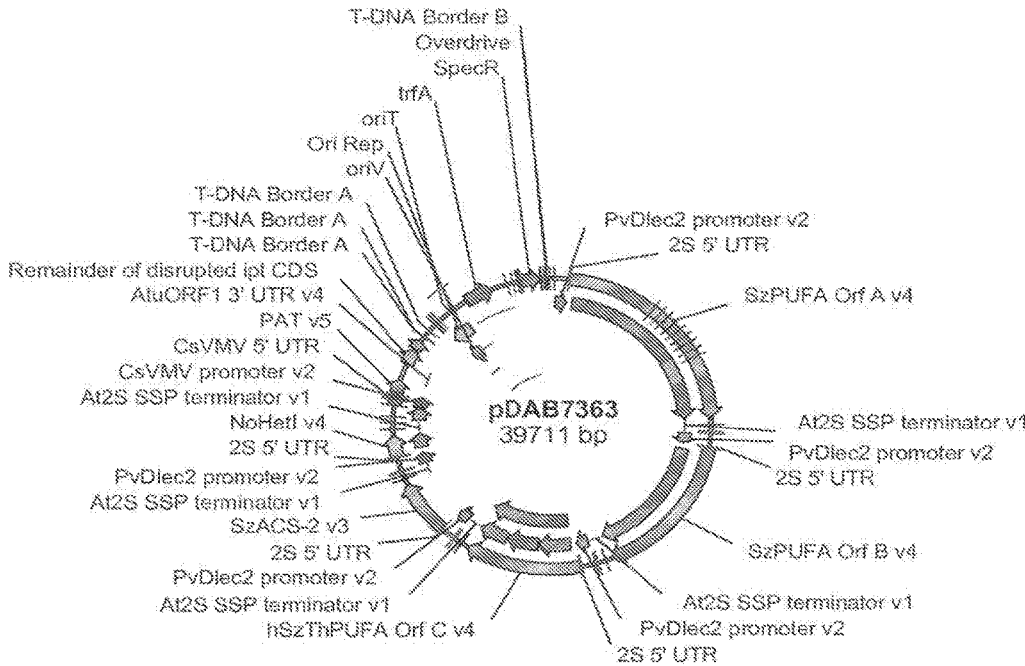 T-DNA Border B
Overdrive
SpecR
trfA
oriT
Ori Rep
oriV
T-DNA Border A
T-DNA Border A
T-DNA Border A
Remainder of disrupted ipt CDS
AtuORF1 3' UTR v4
PAT v5
CsVMV 5' UTR
CsVMV promoter v2
At2S SSP terminator v1
NoHetI v4
2S 5' UTR
PvDlec2 promoter v2
At2S SSP terminator v1
SzACS-2 v3
2S 5' UTR
PvDlec2 promoter v2
At2S SSP terminator v1
hSzThPUFA Orf C v4
PvDlec2 promoter v2
2S 5' UTR
SzPUFA Orf A v4
At2S SSP terminator v1
PvDlec2 promoter v2
2S 5' UTR
SzPUFA Orf B v4
At2S SSP terminator v1
PvDlec2 promoter v2
2S 5' UTR
pDAB7363
39711 bp